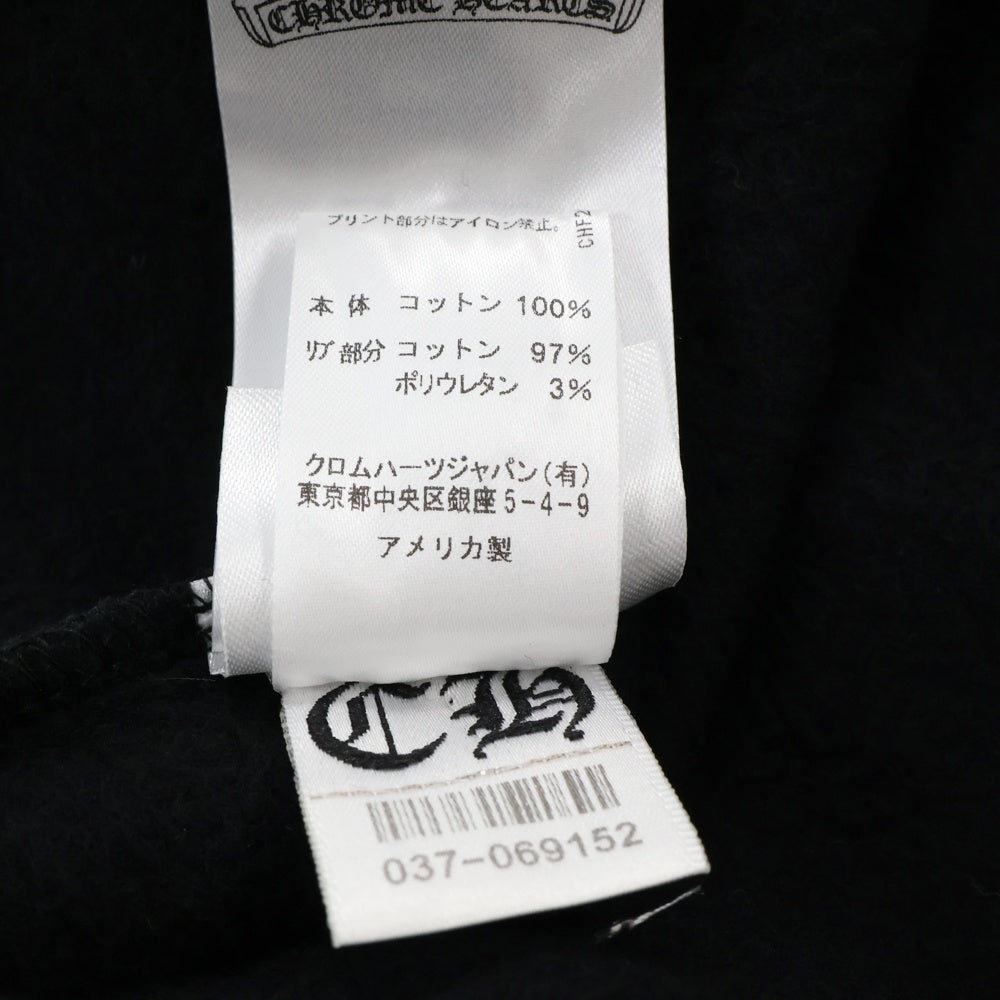 CHROME HEARTS
プリント部分はアイロン禁止。
CHF2
本体 コットン 100%
リブ部分 コットン 97%
ポリウレタン 3%
クロムハーツジャパン(有)
東京都中央区銀座5-4-9
アメリカ製
CH
037-069152